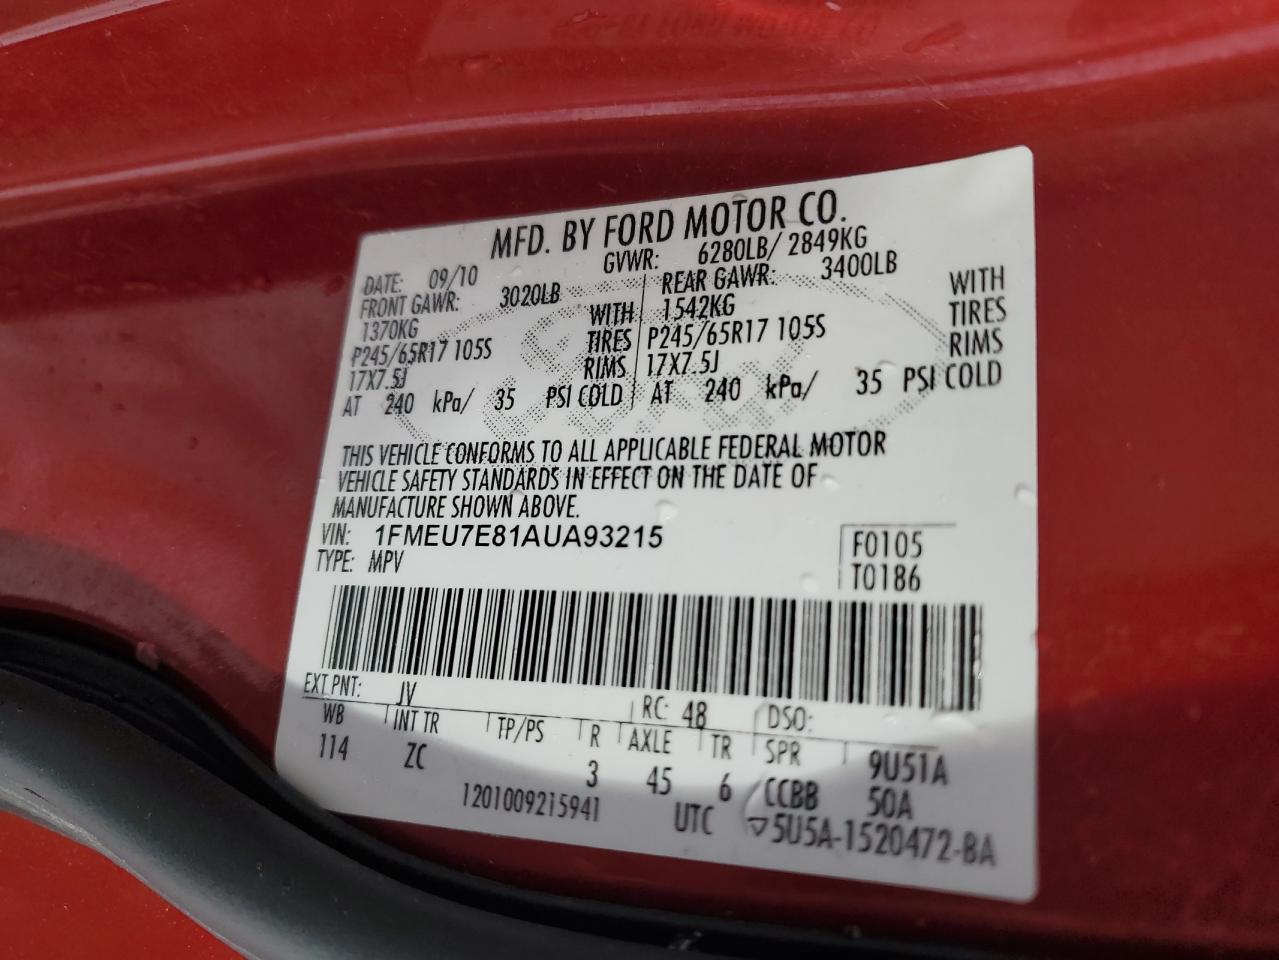 MFD. BY FORD MOTOR CO.
DATE: 09/10 GVWR: 6280LB/ 2849KG
FRONT GAWR: 3020LB REAR GAWR: 3400LB
1370KG WITH 1542KG WITH
P245/65R17 105S TIRES P245/65R17 105S TIRES
17X7.5J RIMS 17X7.5J RIMS
AT 240 kPa/ 35 PSI COLD AT 240 kPa/ 35 PSI COLD
THIS VEHICLE CONFORMS TO ALL APPLICABLE FEDERAL MOTOR
VEHICLE SAFETY STANDARDS IN EFFECT ON THE DATE OF
MANUFACTURE SHOWN ABOVE.
VIN: 1FMEU7E81AUA93215 F0105
TYPE: MPV T0186
EXT PNT: JV RC: 48 DSO:
WB INT TR TP/PS R AXLE TR SPR 9U51A
114 ZC 3 45 6 CCBB 50A
1201009215941 UTC ▽5U5A-1520472-BA